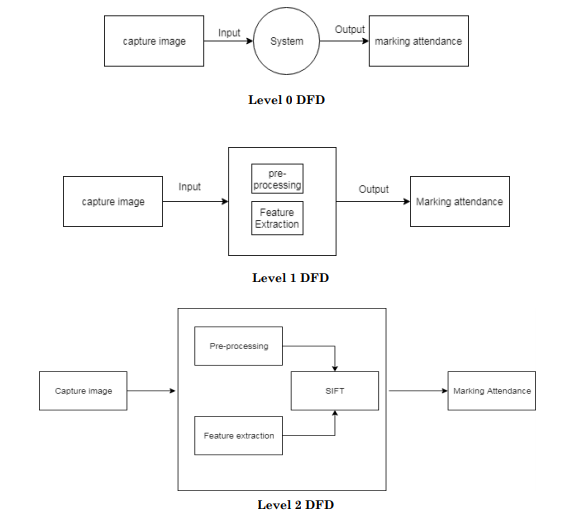 Input
Output
capture image
System
marking attendance
Level 0 DFD
pre-
processing
Input
Output
capture image
Feature
Extraction
Marking attendance
Level 1 DFD
Pre-processing
Capture image
SIFT
Marking Attendance
Feature extraction
Level 2 DFD